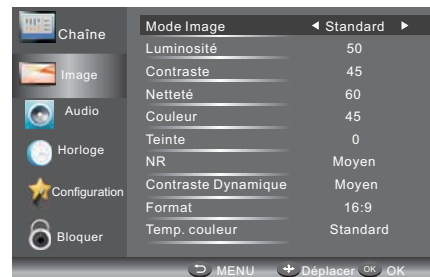 Chaîne
Image
Audio
Horloge
Configuration
Bloquer
Mode Image Standard
Luminosité 50
Contraste 45
Netteté 60
Couleur 45
Teinte 0
NR Moyen
Contraste Dynamique Moyen
Format 16:9
Temp. couleur Standard
MENU Déplacer OK OK